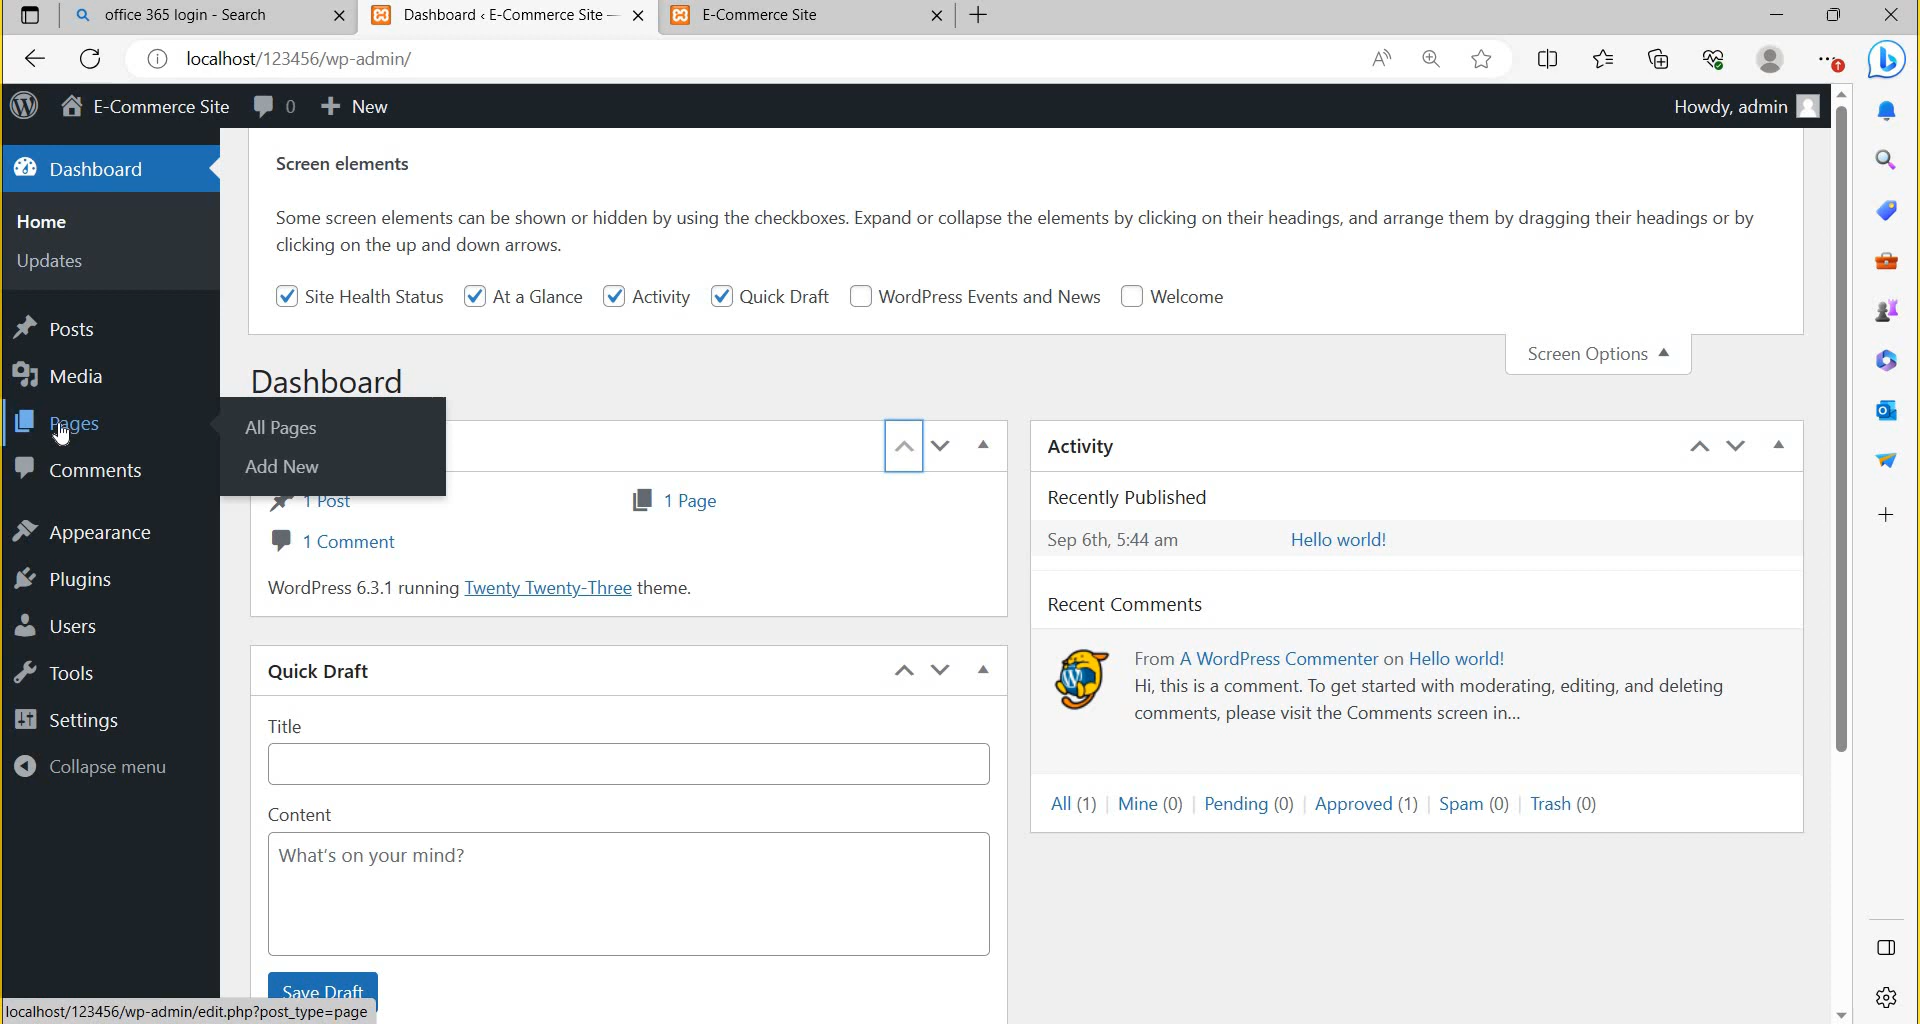 office 365 login - Search
Dashboard ‹ E-Commerce Site —
E-Commerce Site
localhost/123456/wp-admin/
E-Commerce Site
0
New
Howdy, admin
Dashboard
Home
Updates
Posts
Media
Pages
Comments
Appearance
Plugins
Users
Tools
Settings
Collapse menu
All Pages
Add New
Screen elements
Some screen elements can be shown or hidden by using the checkboxes. Expand or collapse the elements by clicking on their headings, and arrange them by dragging their headings or by
clicking on the up and down arrows.
Site Health Status At a Glance Activity Quick Draft WordPress Events and News Welcome
Screen Options
Dashboard
1 Post
1 Page
1 Comment
WordPress 6.3.1 running Twenty Twenty-Three theme.
Quick Draft
Title
Content
What's on your mind?
Save Draft
Activity
Recently Published
Sep 6th, 5:44 am Hello world!
Recent Comments
From A WordPress Commenter on Hello world!
Hi, this is a comment. To get started with moderating, editing, and deleting
comments, please visit the Comments screen in...
All (1) | Mine (0) | Pending (0) | Approved (1) | Spam (0) | Trash (0)
localhost/123456/wp-admin/edit.php?post_type=page